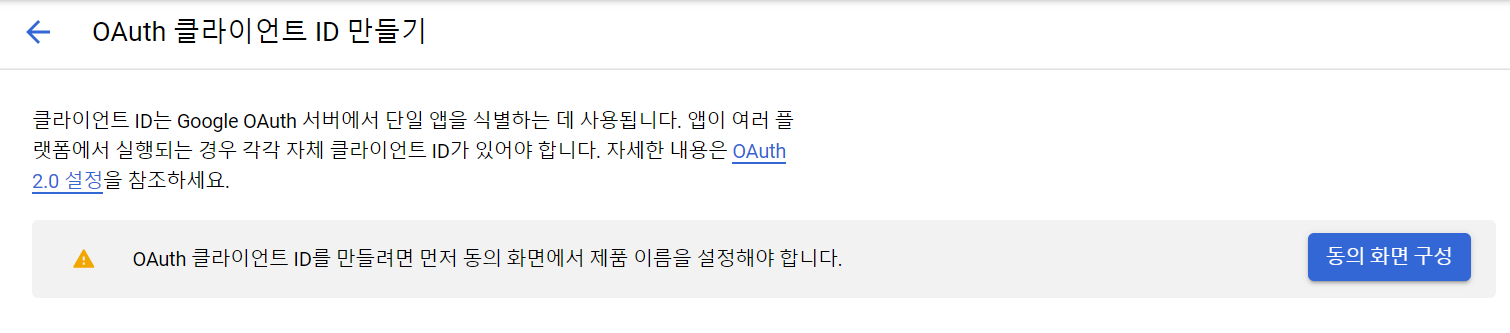 OAuth 클라이언트 ID 만들기
클라이언트 ID는 Google OAuth 서버에서 단일 앱을 식별하는 데 사용됩니다. 앱이 여러 플
랫폼에서 실행되는 경우 각각 자체 클라이언트 ID가 있어야 합니다. 자세한 내용은 OAuth
2.0 설정을 참조하세요.
OAuth 클라이언트 ID를 만들려면 먼저 동의 화면에서 제품 이름을 설정해야 합니다.
동의 화면 구성